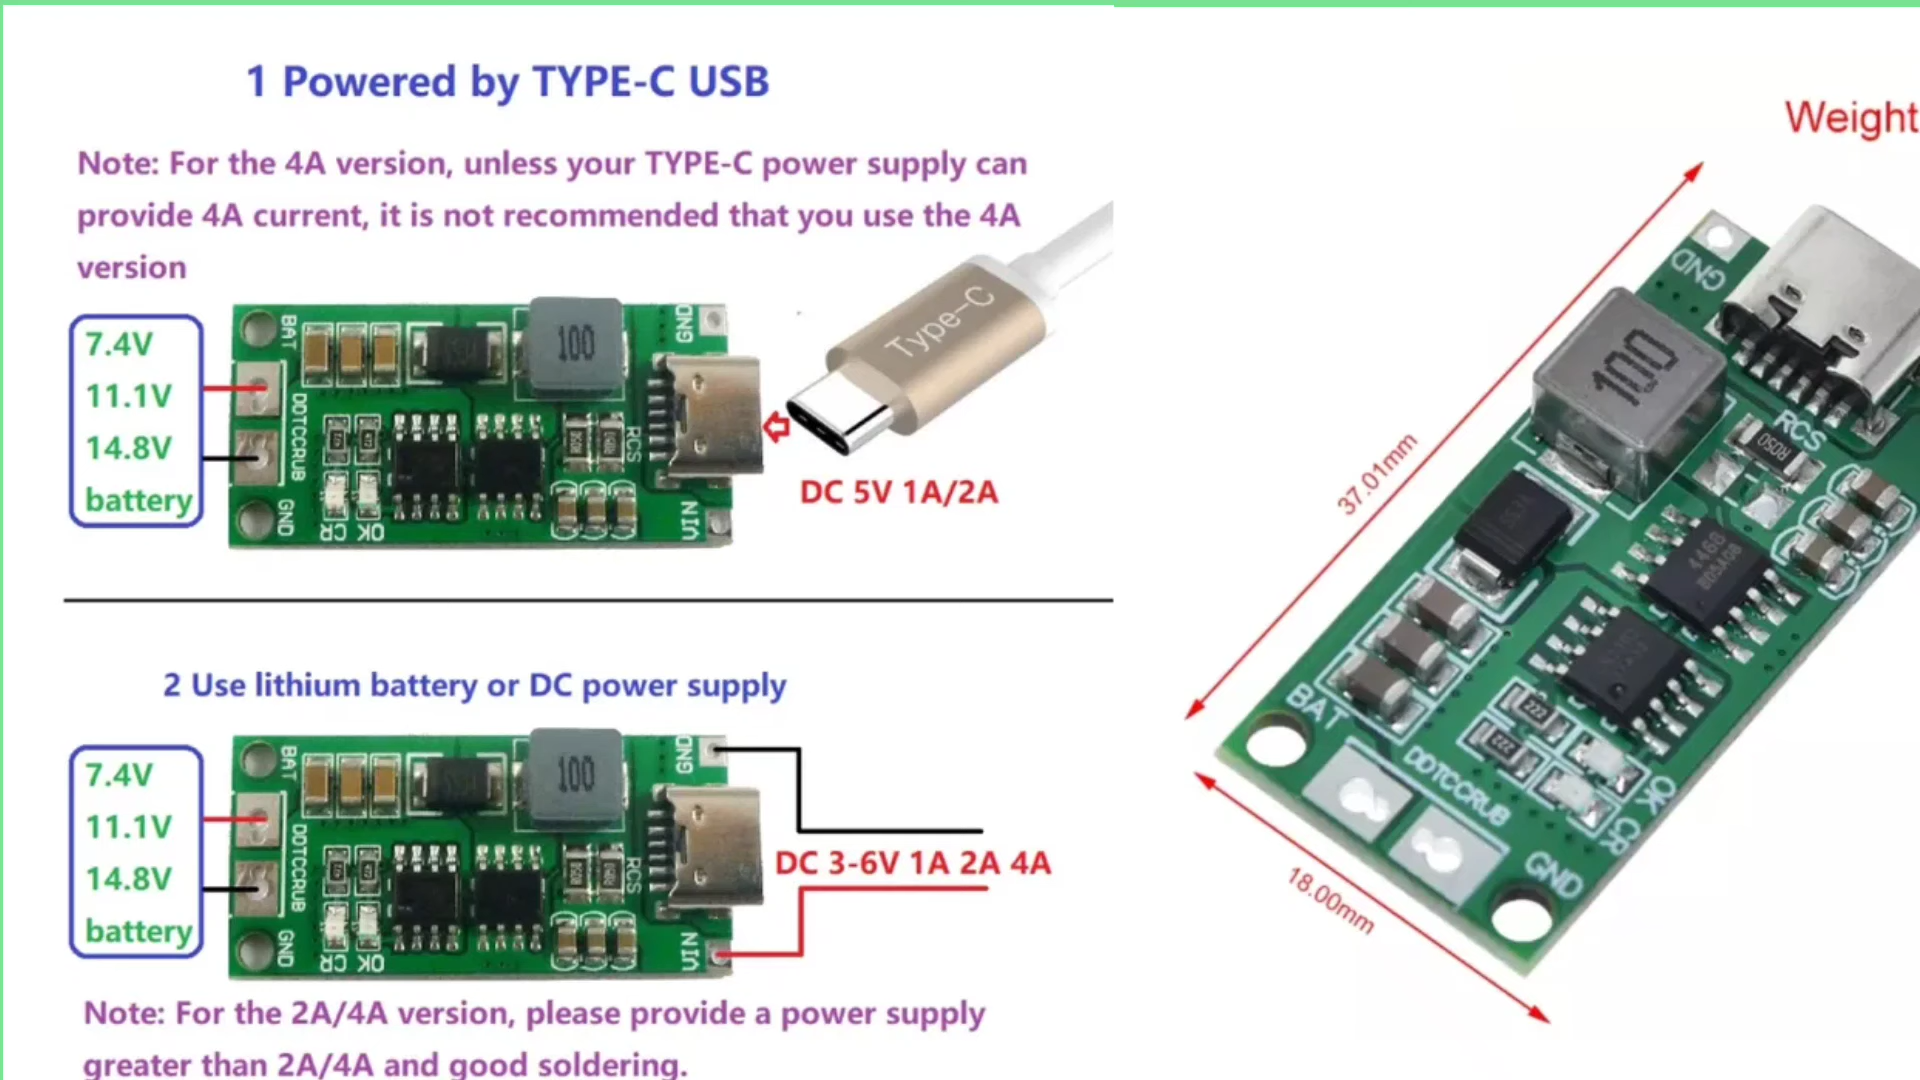 1 Powered by TYPE-C USB
Note: For the 4A version, unless your TYPE-C power supply can
provide 4A current, it is not recommended that you use the 4A
version
7.4V
11.1V
14.8V
battery
BAT
DDTCCRUB
GND
CR
OK
100
RCS
GND
VIN
Type-C
DC 5V 1A/2A
2 Use lithium battery or DC power supply
7.4V
11.1V
14.8V
battery
BAT
DDTCCRUB
GND
CR
OK
100
RCS
GND
VIN
DC 3-6V 1A 2A 4A
Note: For the 2A/4A version, please provide a power supply
greater than 2A/4A and good soldering.
Weight
37.01mm
18.00mm
GND
100
RCS
R050
4466
222
222
BAT
DDTCCRUB
OK
CR
GND